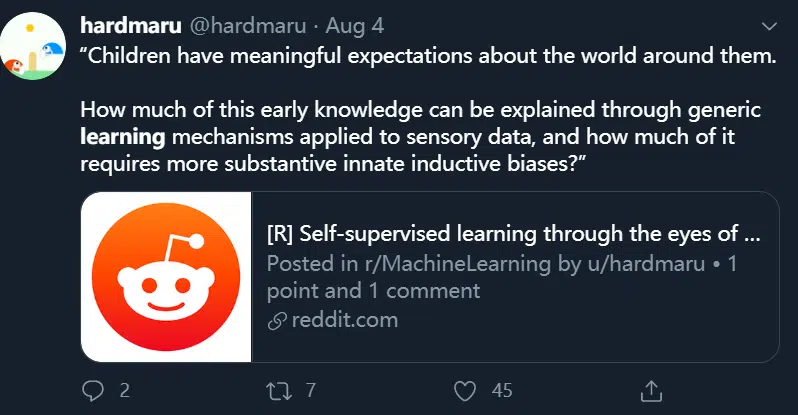 hardmaru @hardmaru · Aug 4
“Children have meaningful expectations about the world around them.
How much of this early knowledge can be explained through generic
learning mechanisms applied to sensory data, and how much of it
requires more substantive innate inductive biases?”
[R] Self-supervised learning through the eyes of ...
Posted in r/MachineLearning by u/hardmaru • 1
point and 1 comment
reddit.com
2 7 45